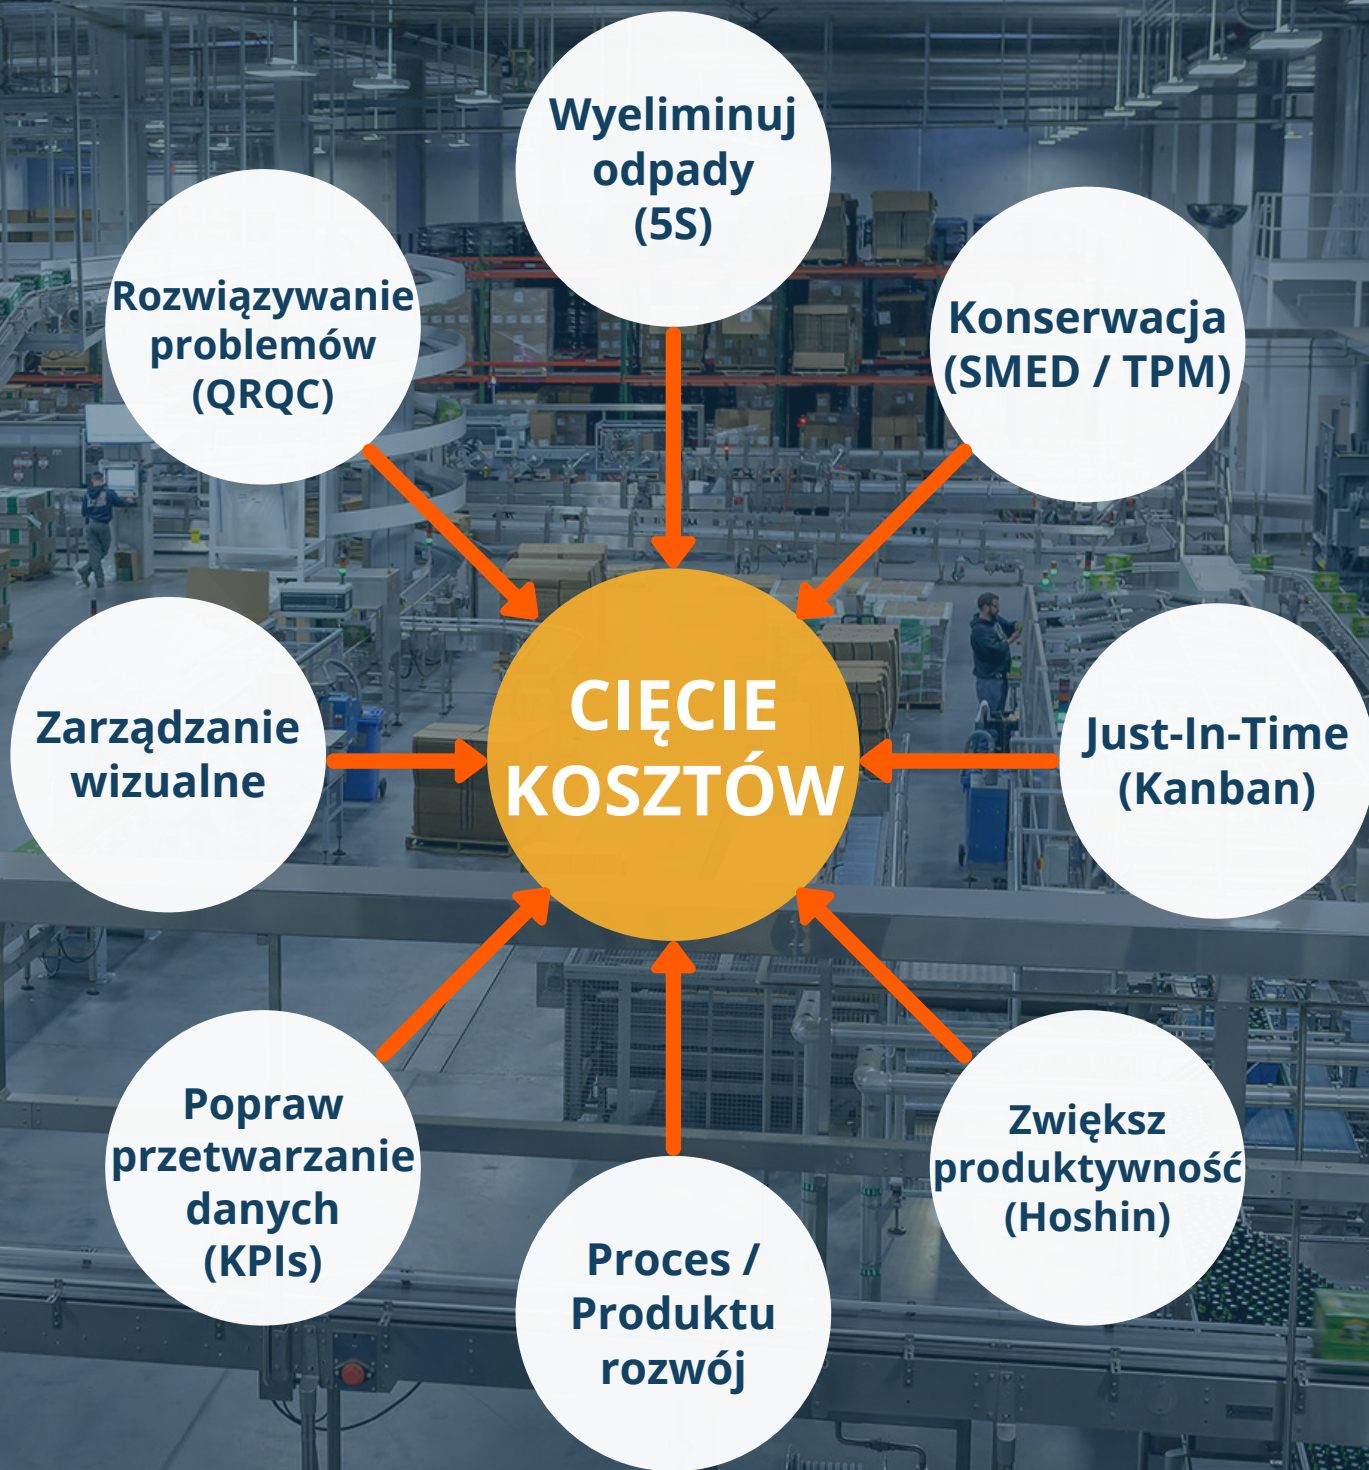 Wyeliminuj
odpady
(5S)
Rozwiązywanie
problemów
(QRQC)
Konserwacja
(SMED / TPM)
CIĘCIE
KOSZTÓW
Zarządzanie
wizualne
Just-In-Time
(Kanban)
Popraw
przetwarzanie
danych
(KPIs)
Zwiększ
produktywność
(Hoshin)
Proces /
Produktu
rozwój